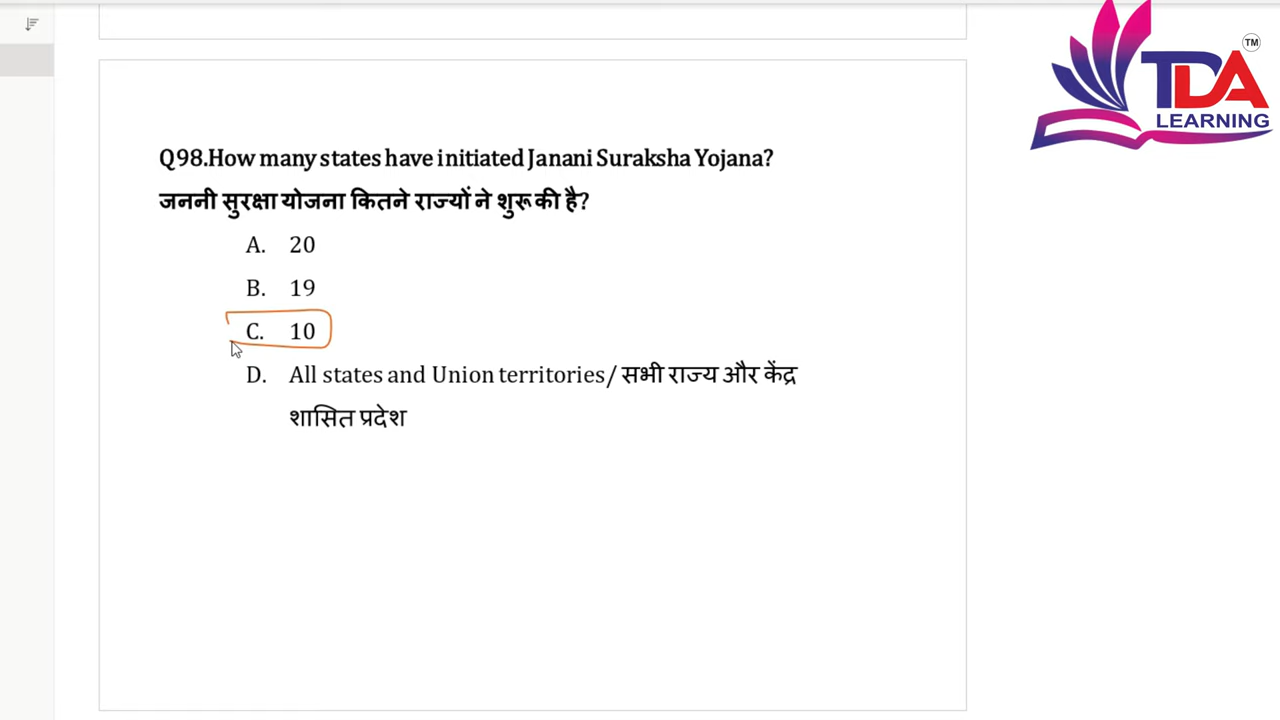 TM
TDA
LEARNING
Q98.How many states have initiated Janani Suraksha Yojana?
जननी सुरक्षा योजना कितने राज्यों ने शुरू की है?
A. 20
B. 19
C. 10
D. All states and Union territories/ सभी राज्य और केंद्र
शासित प्रदेश